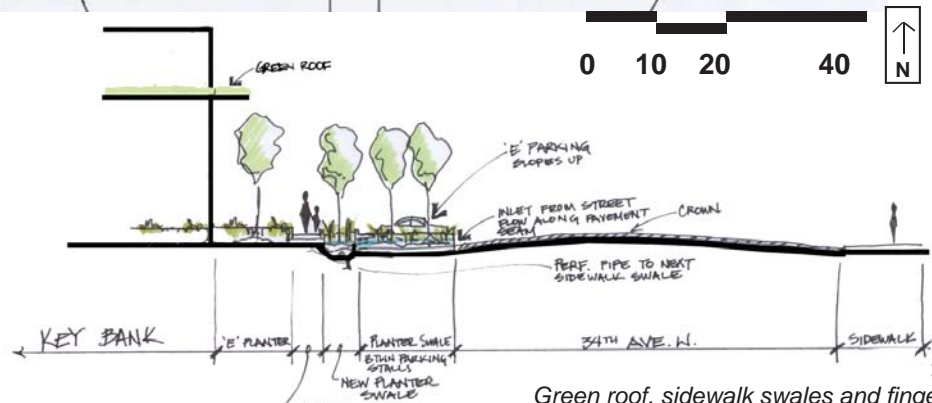 0 10 20 40
N
GREEN ROOF
'E' PARKING
SLOPES UP
INLET FROM STREET
FLOW ALONG PAVEMENT
SEAM
CROWN
PERF. PIPE TO NEXT
SIDEWALK SWALE
KEY BANK
'E' PLANTER
PLANTER SWALE
BTWN PARKING
STALLS
NEW PLANTER
SWALE
34TH AVE. W.
SIDEWALK
Green roof, sidewalk swales and finge